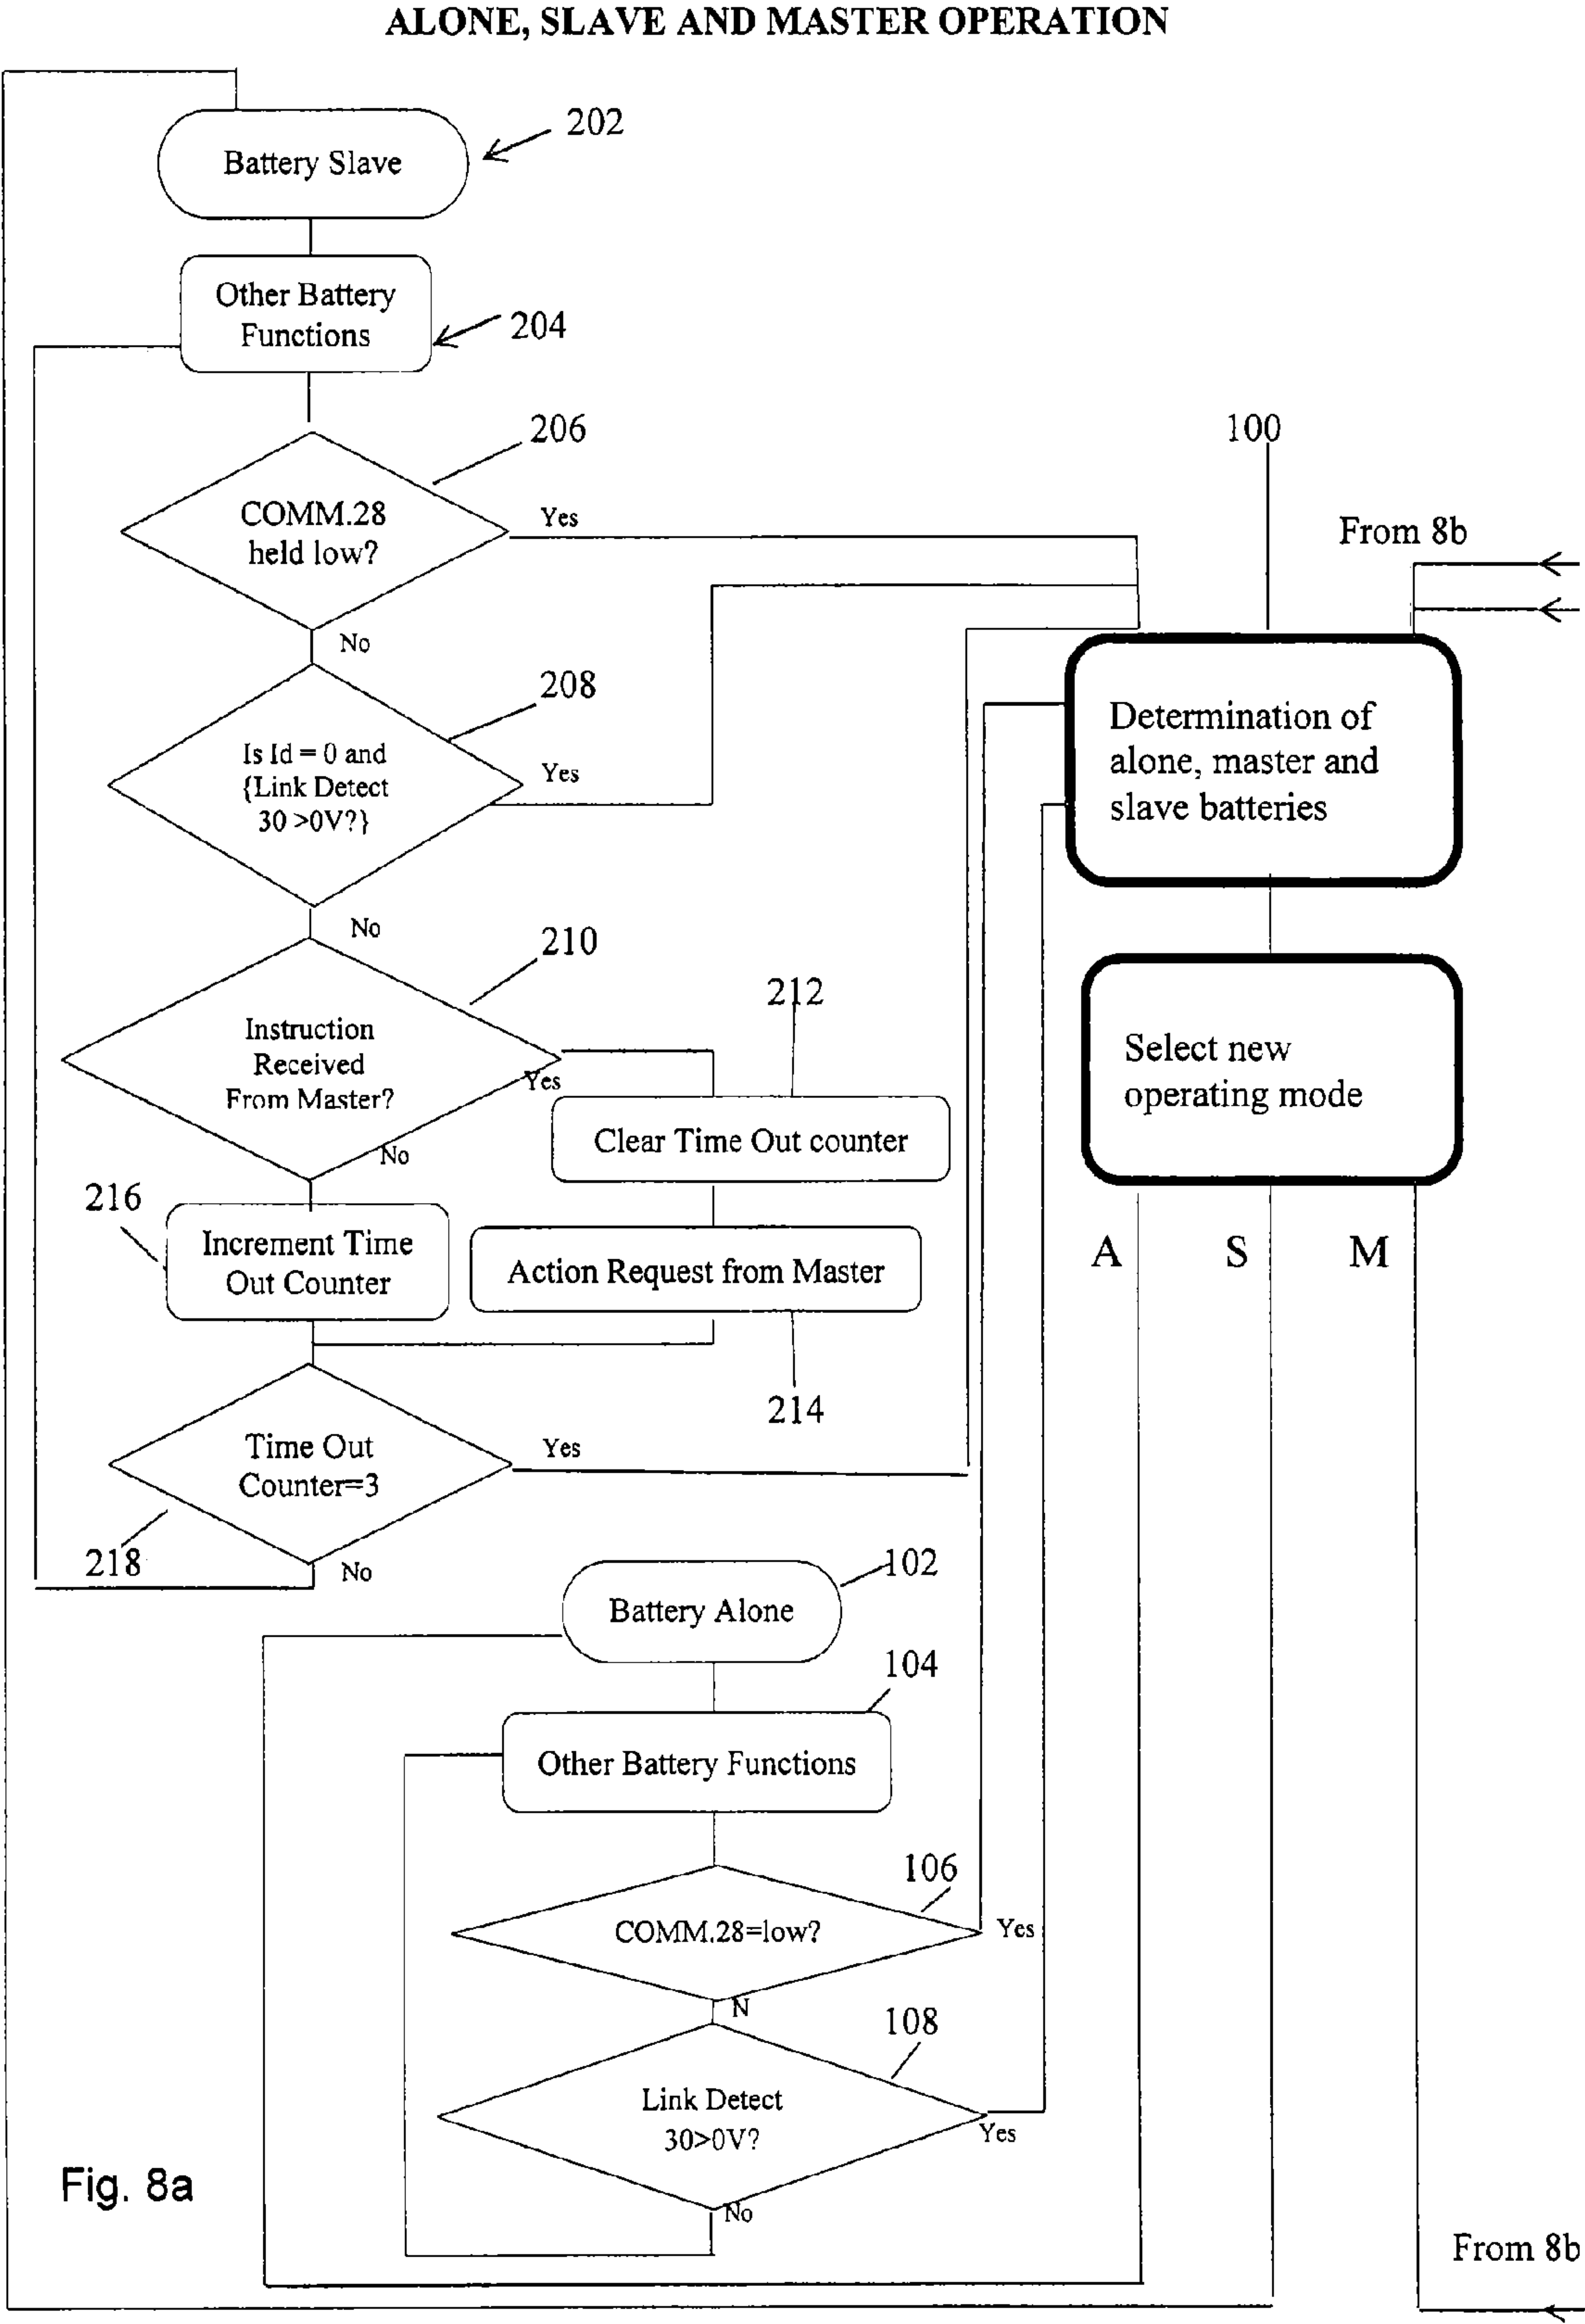 ALONE, SLAVE AND MASTER OPERATION
Battery Slave
202
Other Battery
Functions
204
COMM.28
held low?
206
Yes
No
Is Id = 0 and
{Link Detect
30 >0V?}
208
Yes
No
Instruction
Received
From Master?
210
Yes
No
212
Clear Time Out counter
Action Request from Master
214
216
Increment Time
Out Counter
Time Out
Counter=3
Yes
218
No
100
From 8b
Determination of
alone, master and
slave batteries
Select new
operating mode
A
S
M
Battery Alone
102
104
Other Battery Functions
106
COMM.28=low?
Yes
N
108
Link Detect
30>0V?
Yes
No
Fig. 8a
From 8b